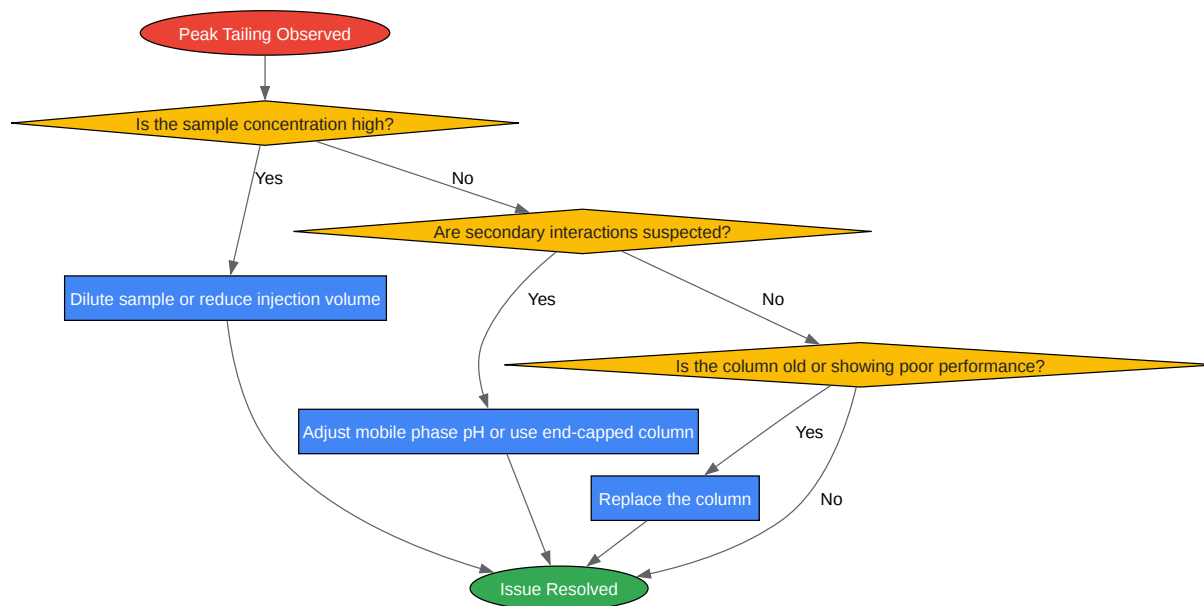 Peak Tailing Observed
Is the sample concentration high?
Yes
No
Are secondary interactions suspected?
Dilute sample or reduce injection volume
Yes
No
Is the column old or showing poor performance?
Adjust mobile phase pH or use end-capped column
Yes
Replace the column
No
Issue Resolved